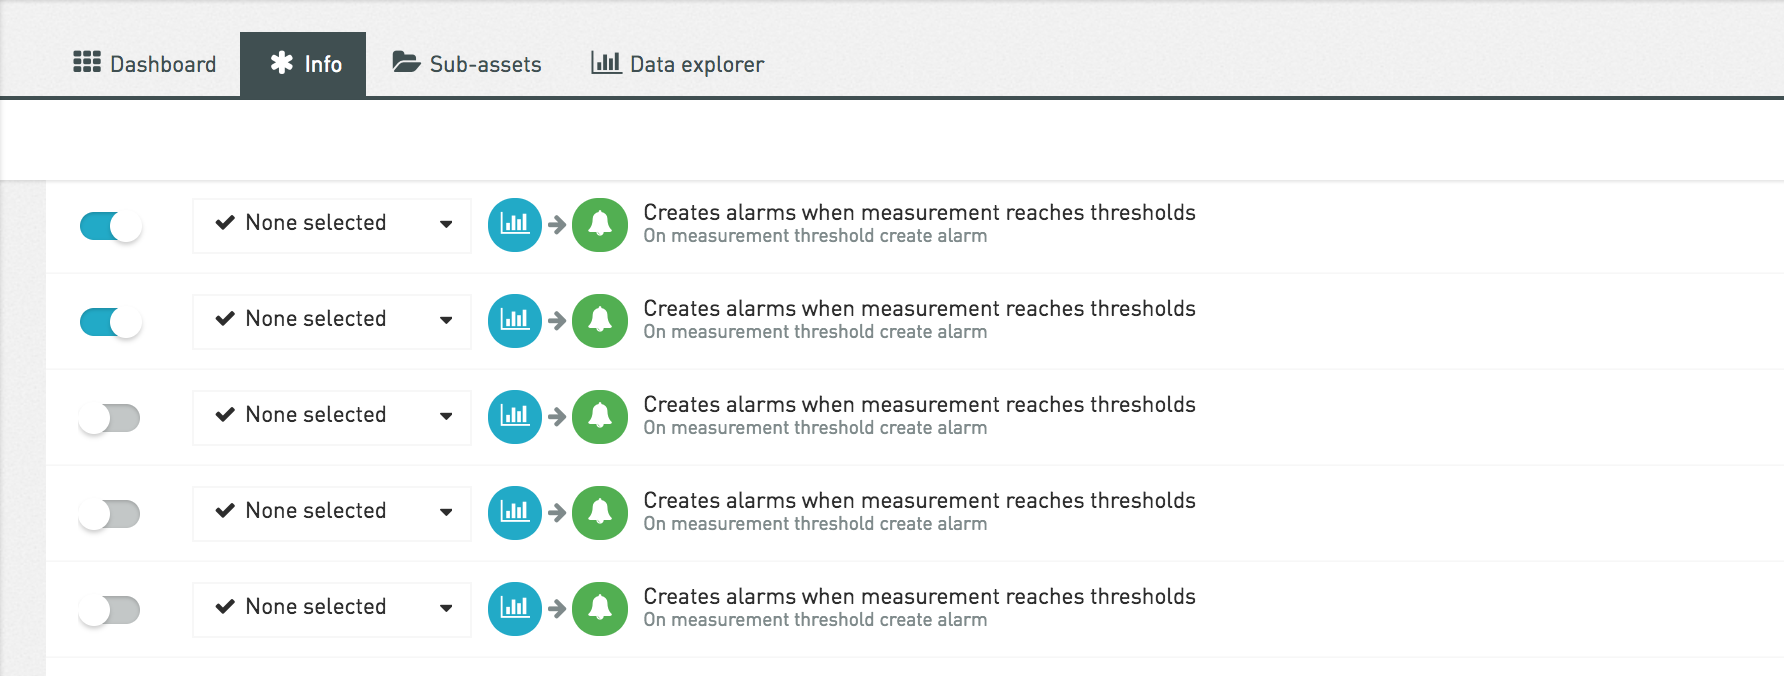 Dashboard
Info
Sub-assets
Data explorer
None selected
Creates alarms when measurement reaches thresholds
On measurement threshold create alarm
None selected
Creates alarms when measurement reaches thresholds
On measurement threshold create alarm
None selected
Creates alarms when measurement reaches thresholds
On measurement threshold create alarm
None selected
Creates alarms when measurement reaches thresholds
On measurement threshold create alarm
None selected
Creates alarms when measurement reaches thresholds
On measurement threshold create alarm